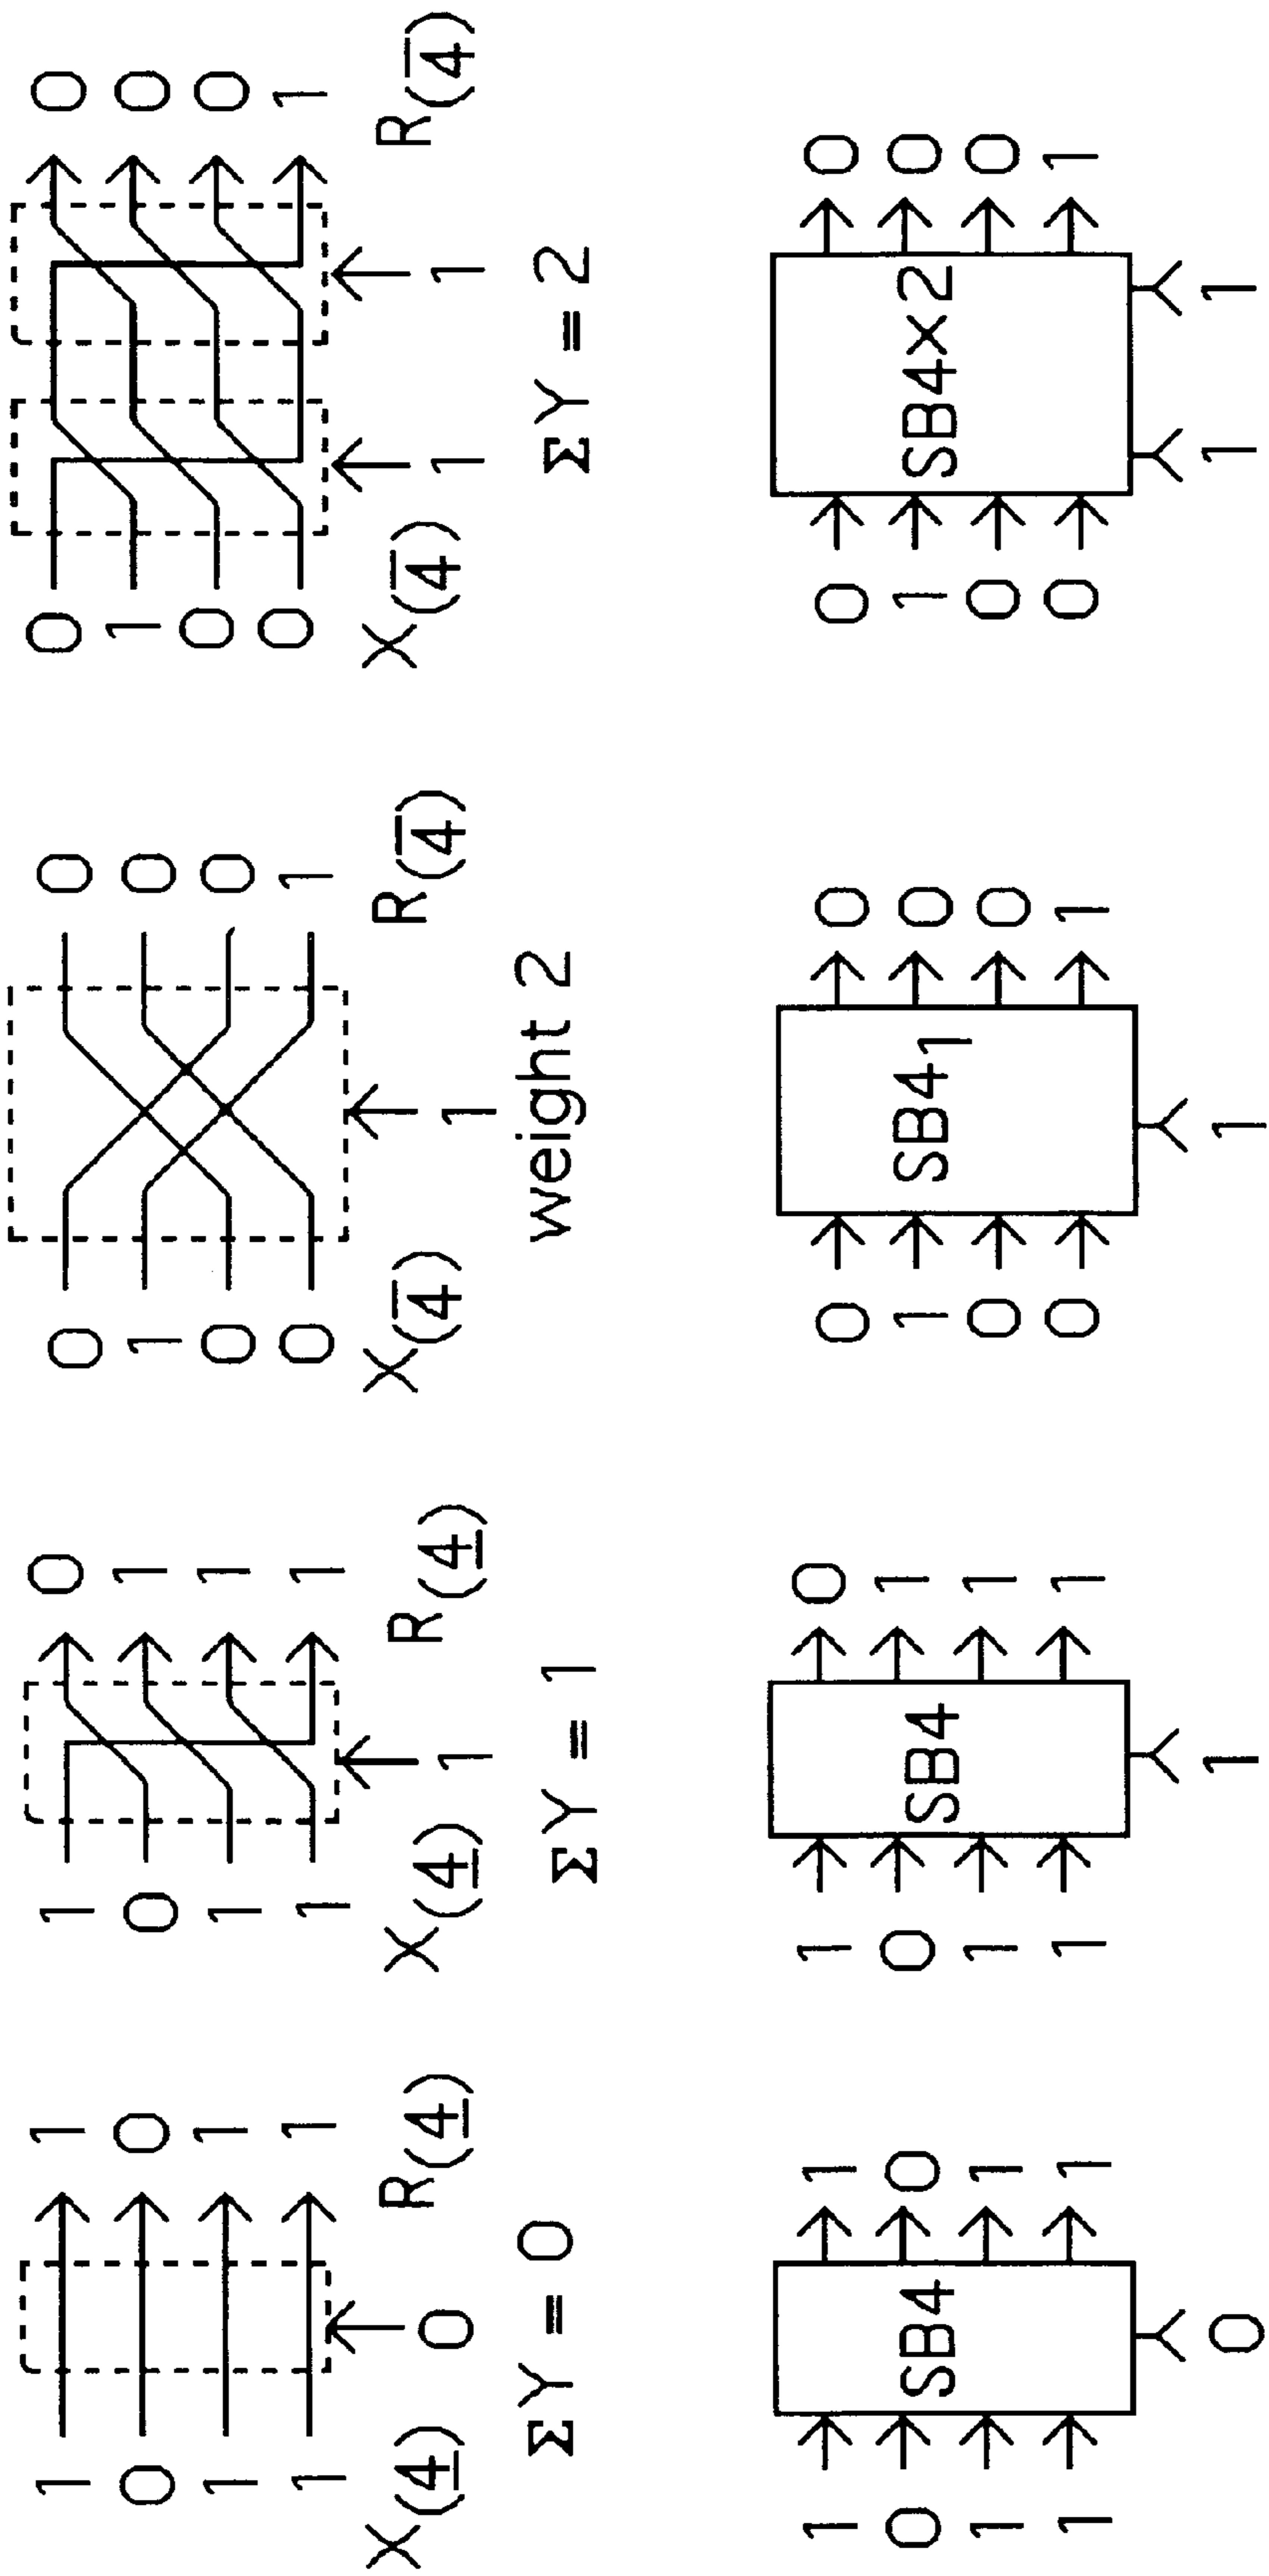 1 1 1 0 0 0 0 0
0 0 0 1 1 0 1 0
1 1 1 1 0 0 0 0
1 1 1 1 0 1 0 1
X(4̲) 0 R(4̲) X(4̲) 1 R(4̲) X(4̅) 1 R(4̅) X(4̅) 1 1 R(4̅)
ΣY = 0 ΣY = 1 weight 2 ΣY = 2
1 1 1 0 0 0 0 0
0 SB4 0 0 SB4 1 1 SB4₁ 0 1 SB4×2 0
1 1 1 1 0 0 0 0
1 1 1 1 0 1 0 1
0 1 1 1 1